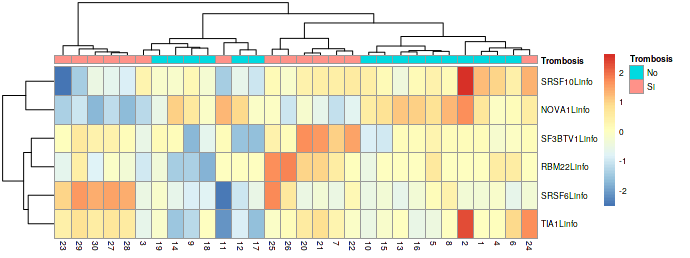 Trombosis
Trombosis
No
Si
SRSF10Linfo
NOVA1Linfo
SF3BTV1Linfo
RBM22Linfo
SRSF6Linfo
TIA1Linfo
2
1
0
-1
-2
23 29 30 27 28 3 19 14 9 18 11 12 17 25 26 20 21 7 22 10 15 13 16 5 8 2 1 4 6 24